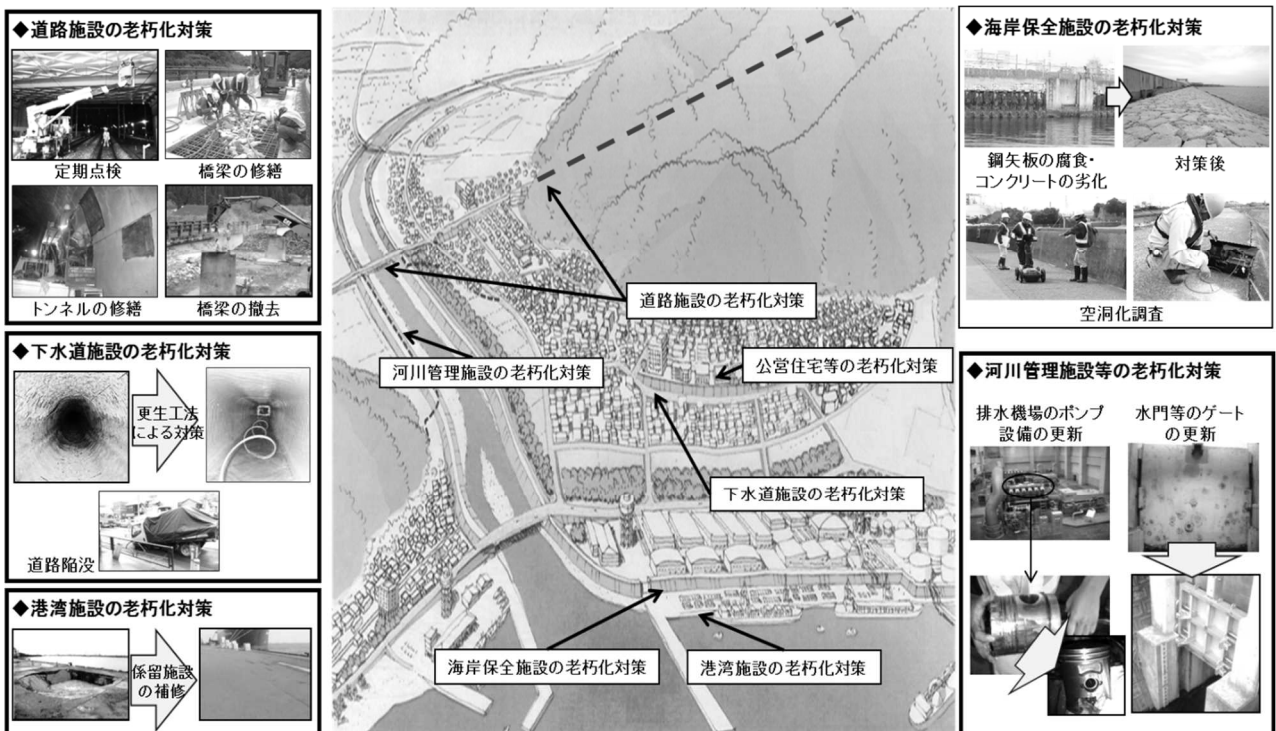 ◆道路施設の老朽化対策
定期点検
橋梁の修繕
トンネルの修繕
橋梁の撤去
◆下水道施設の老朽化対策
更生工法
による対策
道路陥没
◆港湾施設の老朽化対策
係留施設
の補修
道路施設の老朽化対策
河川管理施設の老朽化対策
公営住宅等の老朽化対策
下水道施設の老朽化対策
海岸保全施設の老朽化対策
港湾施設の老朽化対策
◆海岸保全施設の老朽化対策
鋼矢板の腐食・
コンクリートの劣化
対策後
空洞化調査
◆河川管理施設等の老朽化対策
排水機場のポンプ
設備の更新
水門等のゲート
の更新